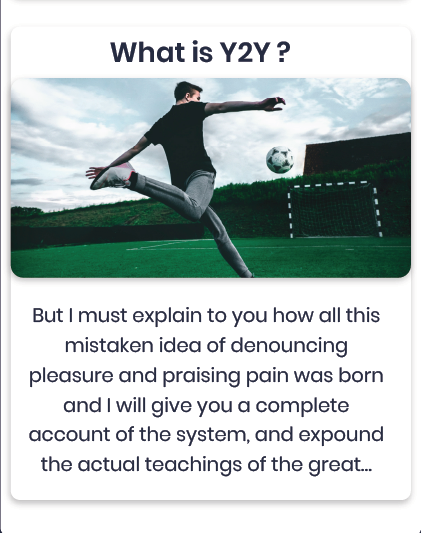 What is Y2Y ?
But I must explain to you how all this
mistaken idea of denouncing
pleasure and praising pain was born
and I will give you a complete
account of the system, and expound
the actual teachings of the great...